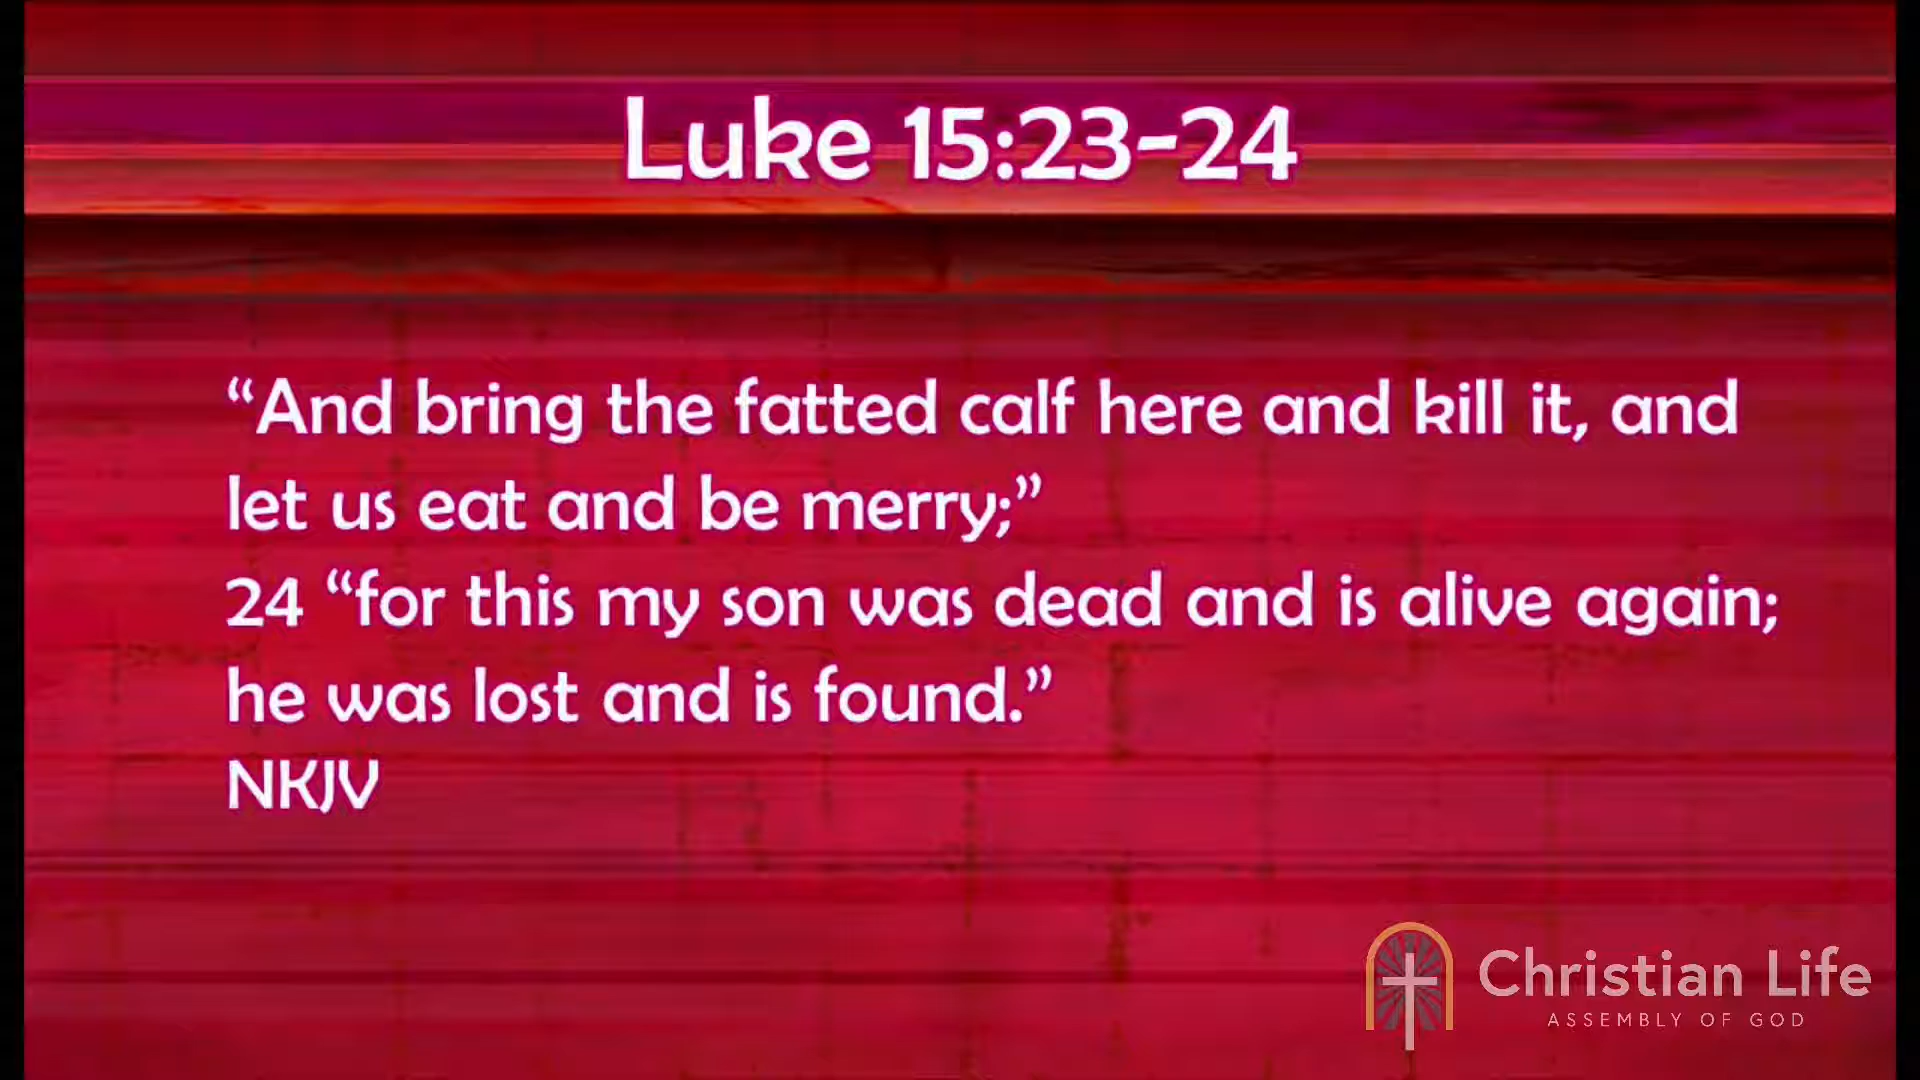 Luke 15:23-24
“And bring the fatted calf here and kill it, and
let us eat and be merry;”
24 “for this my son was dead and is alive again;
he was lost and is found.”
NKJV
Christian Life
ASSEMBLY OF GOD